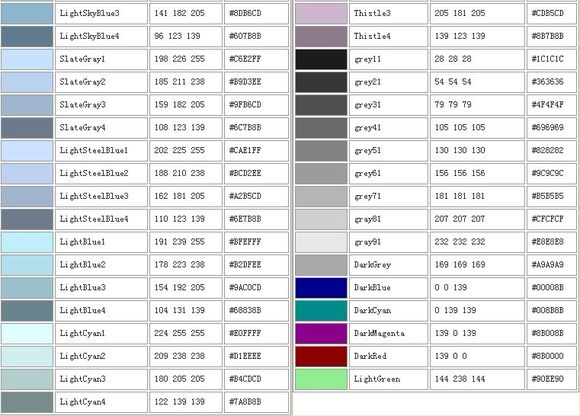 LightSkyBlue3 141 182 205 #8DB6CD
LightSkyBlue4 96 123 139 #607B8B
SlateGray1 198 226 255 #C6E2FF
SlateGray2 185 211 238 #B9D3EE
SlateGray3 159 182 205 #9FB6CD
SlateGray4 108 123 139 #6C7B8B
LightSteelBlue1 202 225 255 #CAE1FF
LightSteelBlue2 188 210 238 #BCD2EE
LightSteelBlue3 162 181 205 #A2B5CD
LightSteelBlue4 110 123 139 #6E7B8B
LightBlue1 191 239 255 #BFEFFF
LightBlue2 178 223 238 #B2DFEE
LightBlue3 154 192 205 #9AC0CD
LightBlue4 104 131 139 #68838B
LightCyan1 224 255 255 #E0FFFF
LightCyan2 209 238 238 #D1EEEE
LightCyan3 180 205 205 #B4CDCD
LightCyan4 122 139 139 #7A8B8B
Thistle3 205 181 205 #CDB5CD
Thistle4 139 123 139 #8B7B8B
grey11 28 28 28 #1C1C1C
grey21 54 54 54 #363636
grey31 79 79 79 #4F4F4F
grey41 105 105 105 #696969
grey51 130 130 130 #828282
grey61 156 156 156 #9C9C9C
grey71 181 181 181 #B5B5B5
gray81 207 207 207 #CFCFCF
gray91 232 232 232 #E8E8E8
DarkGrey 169 169 169 #A9A9A9
DarkBlue 0 0 139 #00008B
DarkCyan 0 139 139 #008B8B
DarkMagenta 139 0 139 #8B008B
DarkRed 139 0 0 #8B0000
LightGreen 144 238 144 #90EE90